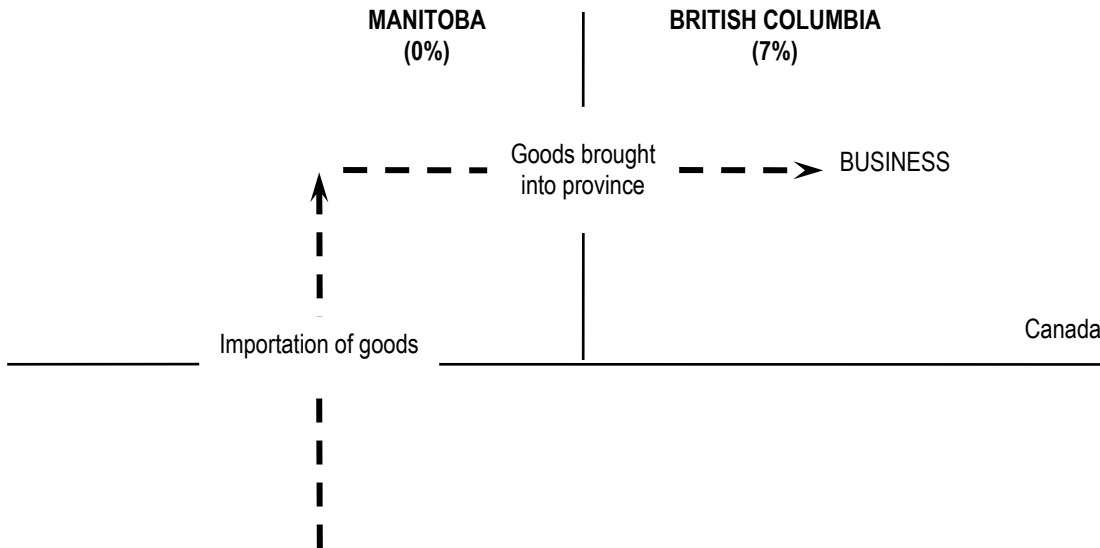 MANITOBA
(0%)
BRITISH COLUMBIA
(7%)
Goods brought
into province
BUSINESS
Importation of goods
Canada